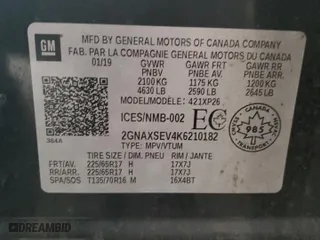 GM
MFD BY GENERAL MOTORS OF CANADA COMPANY
FAB. PAR LA COMPAGNIE GENERAL MOTORS DU CANADA
01/19 GVWR GAWR FRT GAWR RR
PNBV PNBE AV PNBE AR
2100 KG 1175 KG 1200 KG
4630 LB 2590 LB 2645 LB
MODEL/MODELE: 421XP26
ICES/NMB-002 EC
CANADA
985
2GNAXSEV4K6210182
TYPE: MPV/VTUM
TIRE SIZE / DIM. PNEU RIM / JANTE
FRT/AV. 225/65R17 H 17X7J
RR/ARR. 225/65R17 H 17X7J
SPA/SOS T135/70R16 M 16X4BT
DREAMBID